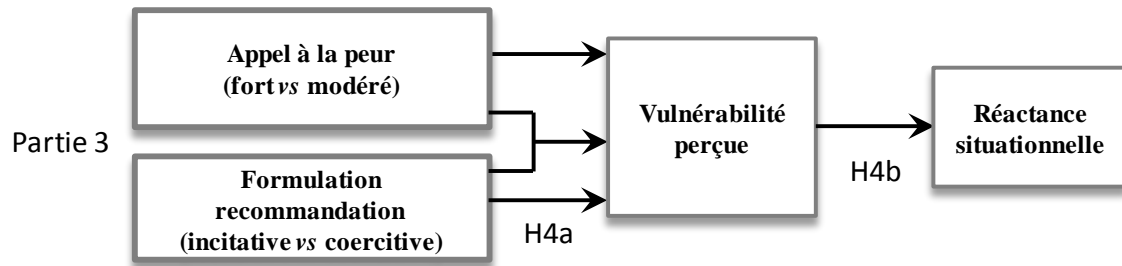 Appel à la peur
(fort vs modéré)
Partie 3
Formulation
recommandation
(incitative vs coercitive)
H4a
Vulnérabilité
perçue
H4b
Réactance
situationnelle